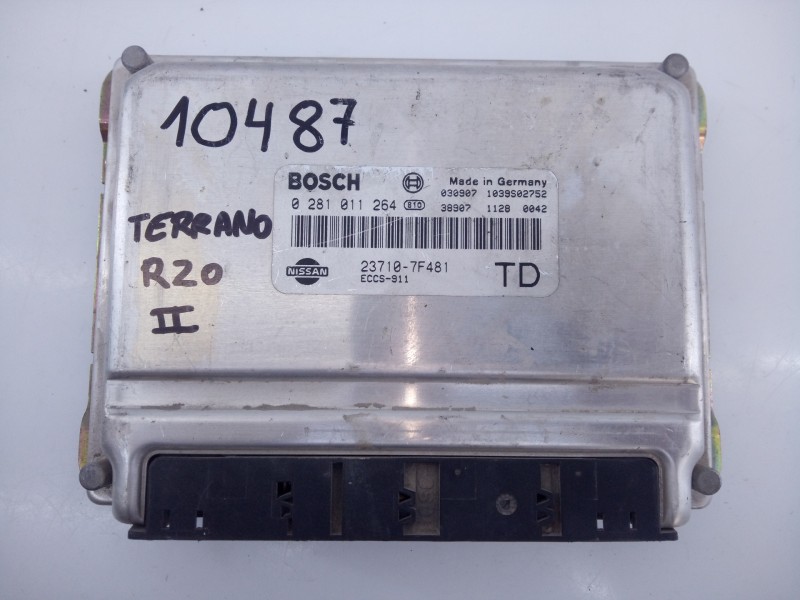 10487
TERRANO
R20
II
BOSCH
Made in Germany
0 281 011 264 810
030907 1039S02752
38907 1128 0042
NISSAN
23710-7F481
ECCS-911
TD